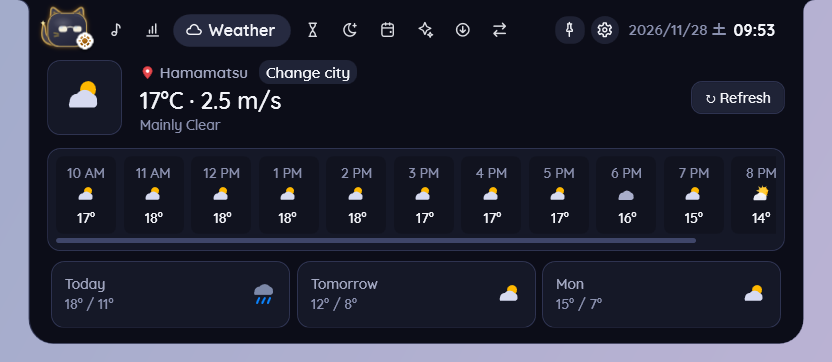 Weather
2026/11/28 土 09:53
Hamamatsu Change city
17°C · 2.5 m/s
Mainly Clear
↻ Refresh
10 AM 11 AM 12 PM 1 PM 2 PM 3 PM 4 PM 5 PM 6 PM 7 PM 8 PM
17° 18° 18° 18° 18° 17° 17° 17° 16° 15° 14°
Today
18° / 11°
Tomorrow
12° / 8°
Mon
15° / 7°